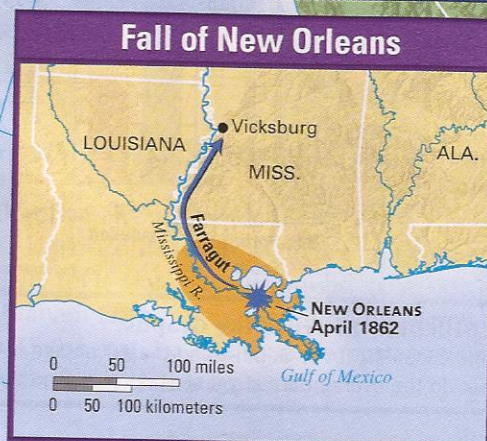 Fall of New Orleans
Vicksburg
LOUISIANA
MISS.
ALA.
Farragut
Mississippi R.
NEW ORLEANS
April 1862
0 50 100 miles
0 50 100 kilometers
Gulf of Mexico